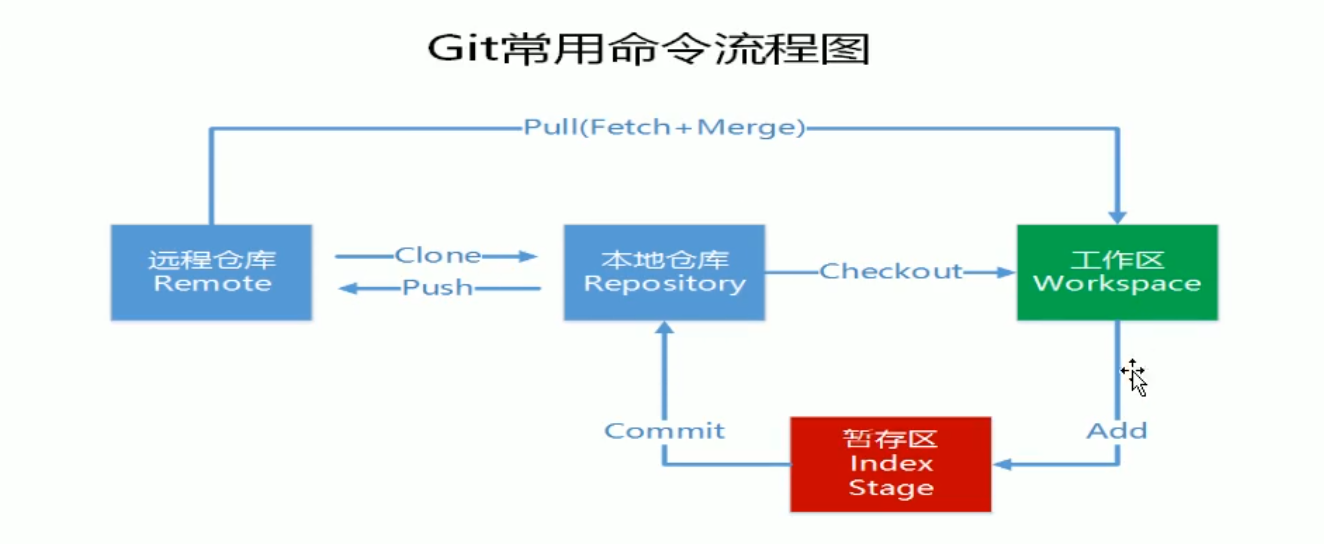 Git常用命令流程图
Pull(Fetch+Merge)
远程仓库
Remote
Clone
Push
本地仓库
Repository
Checkout
工作区
Workspace
Commit
暂存区
Index
Stage
Add